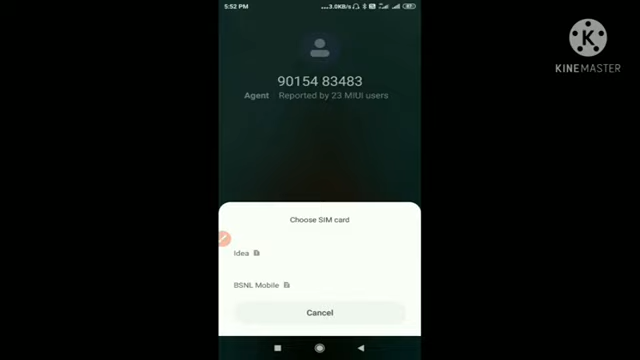 5:52 PM
...3.0KB/s
KINEMASTER
90154 83483
Agent Reported by 23 MIUI users
Choose SIM card
Idea
BSNL Mobile
Cancel